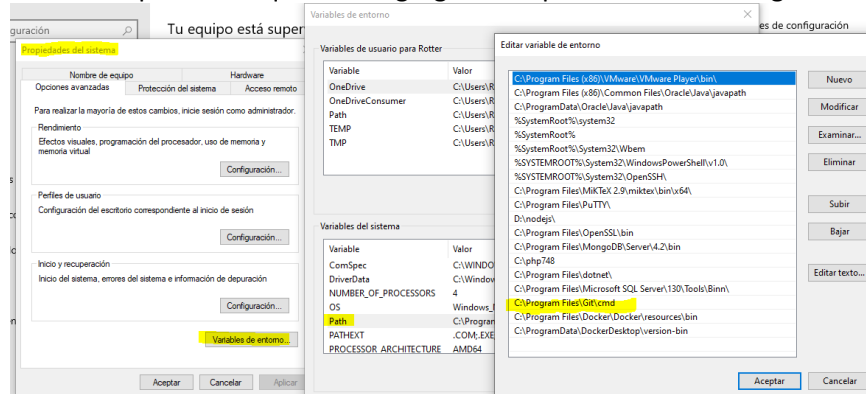 Tu equipo está super
Propiedades del sistema
Nombre de equipo
Hardware
Opciones avanzadas
Protección del sistema
Acceso remoto
Para realizar la mayoría de estos cambios, inicie sesión como administrador.
Rendimiento
Efectos visuales, programación del procesador, uso de memoria y
memoria virtual
Configuración...
Perfiles de usuario
Configuración del escritorio correspondiente al inicio de sesión
Configuración...
Inicio y recuperación
Inicio del sistema, errores del sistema e información de depuración
Configuración...
Variables de entorno...
Aceptar
Cancelar
Aplicar
Variables de entorno
Variables de usuario para Rotter
Variable
Valor
OneDrive
C:\Users\R
OneDriveConsumer
C:\Users\R
Path
C:\Users\R
TEMP
C:\Users\R
TMP
C:\Users\R
Variables del sistema
Variable
Valor
ComSpec
C:\WINDO
DriverData
C:\Window
NUMBER_OF_PROCESSORS
4
OS
Windows_
Path
C:\Program
PATHEXT
.COM;.EXE
PROCESSOR_ARCHITECTURE
AMD64
es de configuración
Editar variable de entorno
C:\Program Files (x86)\VMware\VMware Player\bin\
C:\Program Files (x86)\Common Files\Oracle\Java\javapath
C:\ProgramData\Oracle\Java\javapath
%SystemRoot%\system32
%SystemRoot%
%SystemRoot%\System32\Wbem
%SYSTEMROOT%\System32\WindowsPowerShell\v1.0\
%SYSTEMROOT%\System32\OpenSSH\
C:\Program Files\MiKTeX 2.9\miktex\bin\x64\
C:\Program Files\PuTTY\
D:\nodejs\
C:\Program Files\OpenSSL\bin
C:\Program Files\MongoDB\Server\4.2\bin
C:\php748
C:\Program Files\dotnet\
C:\Program Files\Microsoft SQL Server\130\Tools\Binn\
C:\Program Files\Git\cmd
C:\Program Files\Docker\Docker\resources\bin
C:\ProgramData\DockerDesktop\version-bin
Nuevo
Modificar
Examinar...
Eliminar
Subir
Bajar
Editar texto...
Aceptar
Cancelar